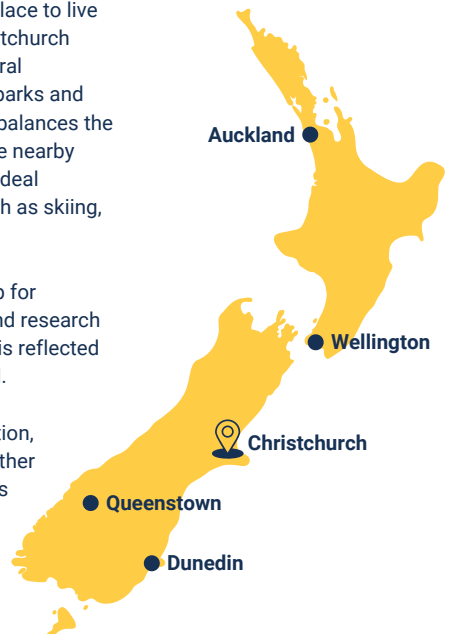 lace to live
tchurch
ral
parks and
balances the
e nearby
deal
h as skiing,
o for
nd research
is reflected
.
tion,
ther
s
Auckland
Wellington
Christchurch
Queenstown
Dunedin